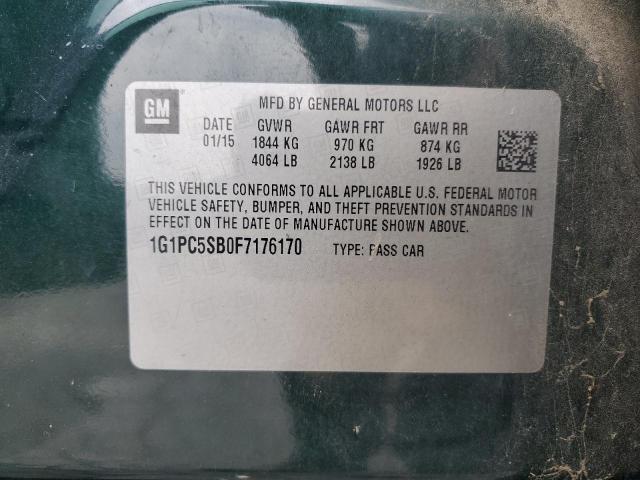 GM
MFD BY GENERAL MOTORS LLC
DATE GVWR GAWR FRT GAWR RR
01/15 1844 KG 970 KG 874 KG
4064 LB 2138 LB 1926 LB
THIS VEHICLE CONFORMS TO ALL APPLICABLE U.S. FEDERAL MOTOR
VEHICLE SAFETY, BUMPER, AND THEFT PREVENTION STANDARDS IN
EFFECT ON THE DATE OF MANUFACTURE SHOWN ABOVE.
1G1PC5SB0F7176170 TYPE: PASS CAR